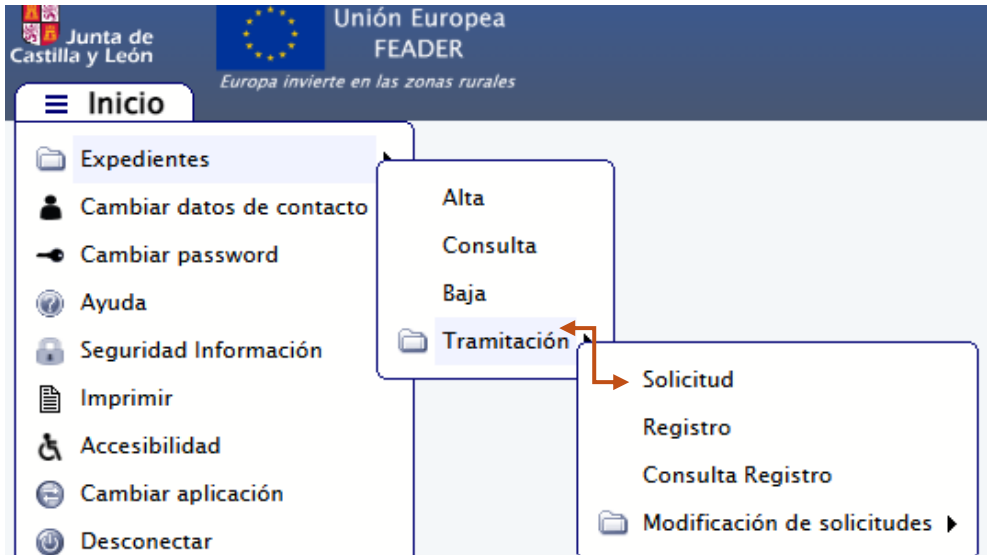 Junta de
Castilla y León
Unión Europea
FEADER
Europa invierte en las zonas rurales
Inicio
Expedientes
Cambiar datos de contacto
Cambiar password
Ayuda
Seguridad Información
Imprimir
Accesibilidad
Cambiar aplicación
Desconectar
Alta
Consulta
Baja
Tramitación
Solicitud
Registro
Consulta Registro
Modificación de solicitudes